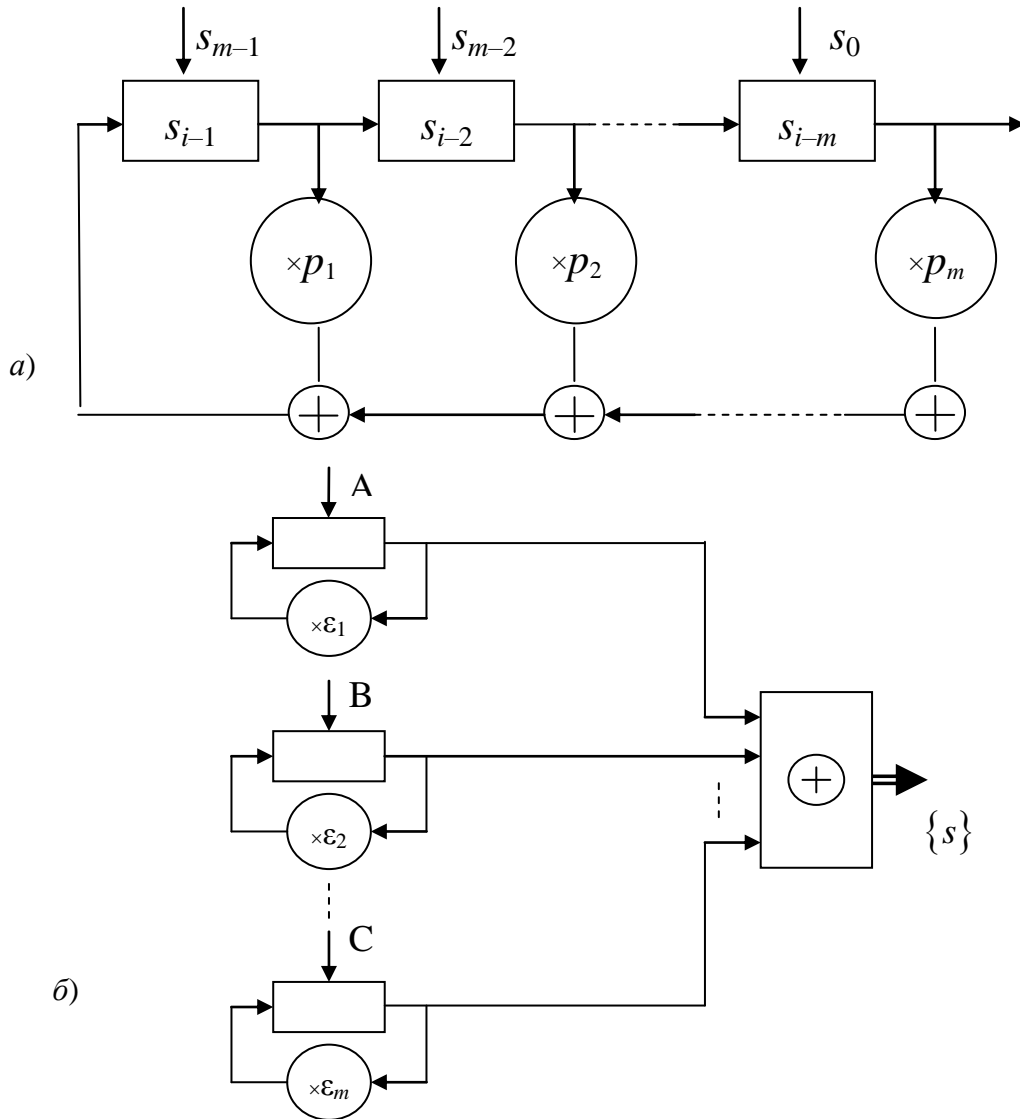 s_{m–1} s_{m–2} s_0
s_{i–1} s_{i–2} s_{i–m}
×p_1 ×p_2 ×p_m
а)
A
×ε_1
B
×ε_2
{s}
C
б)
×ε_m